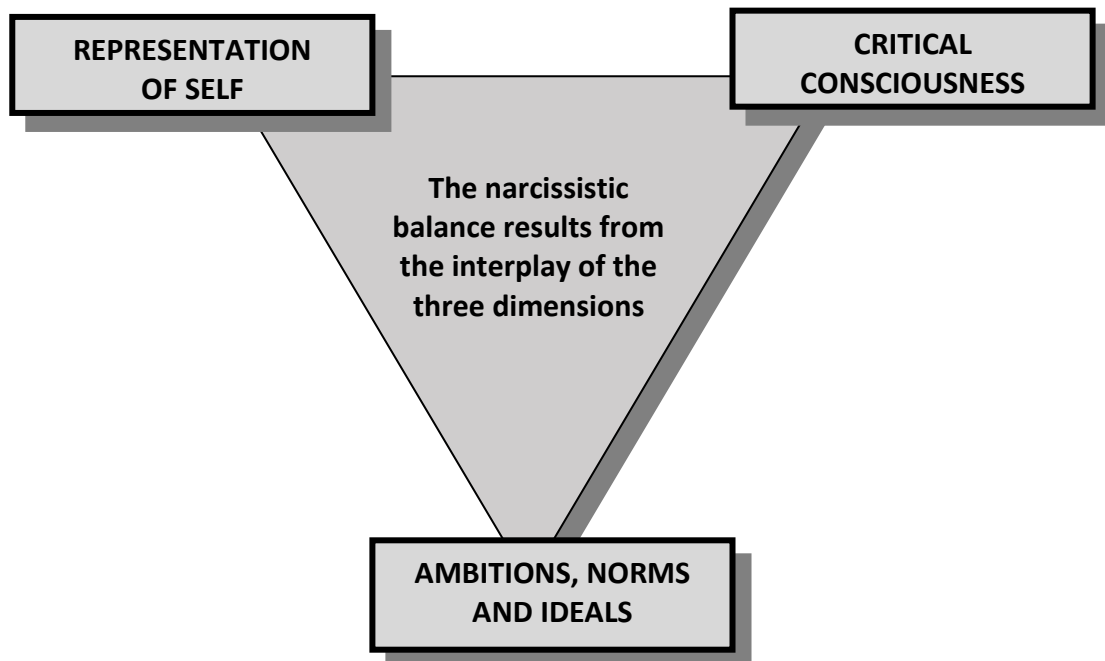 REPRESENTATION
OF SELF
CRITICAL
CONSCIOUSNESS
The narcissistic
balance results from
the interplay of the
three dimensions
AMBITIONS, NORMS
AND IDEALS